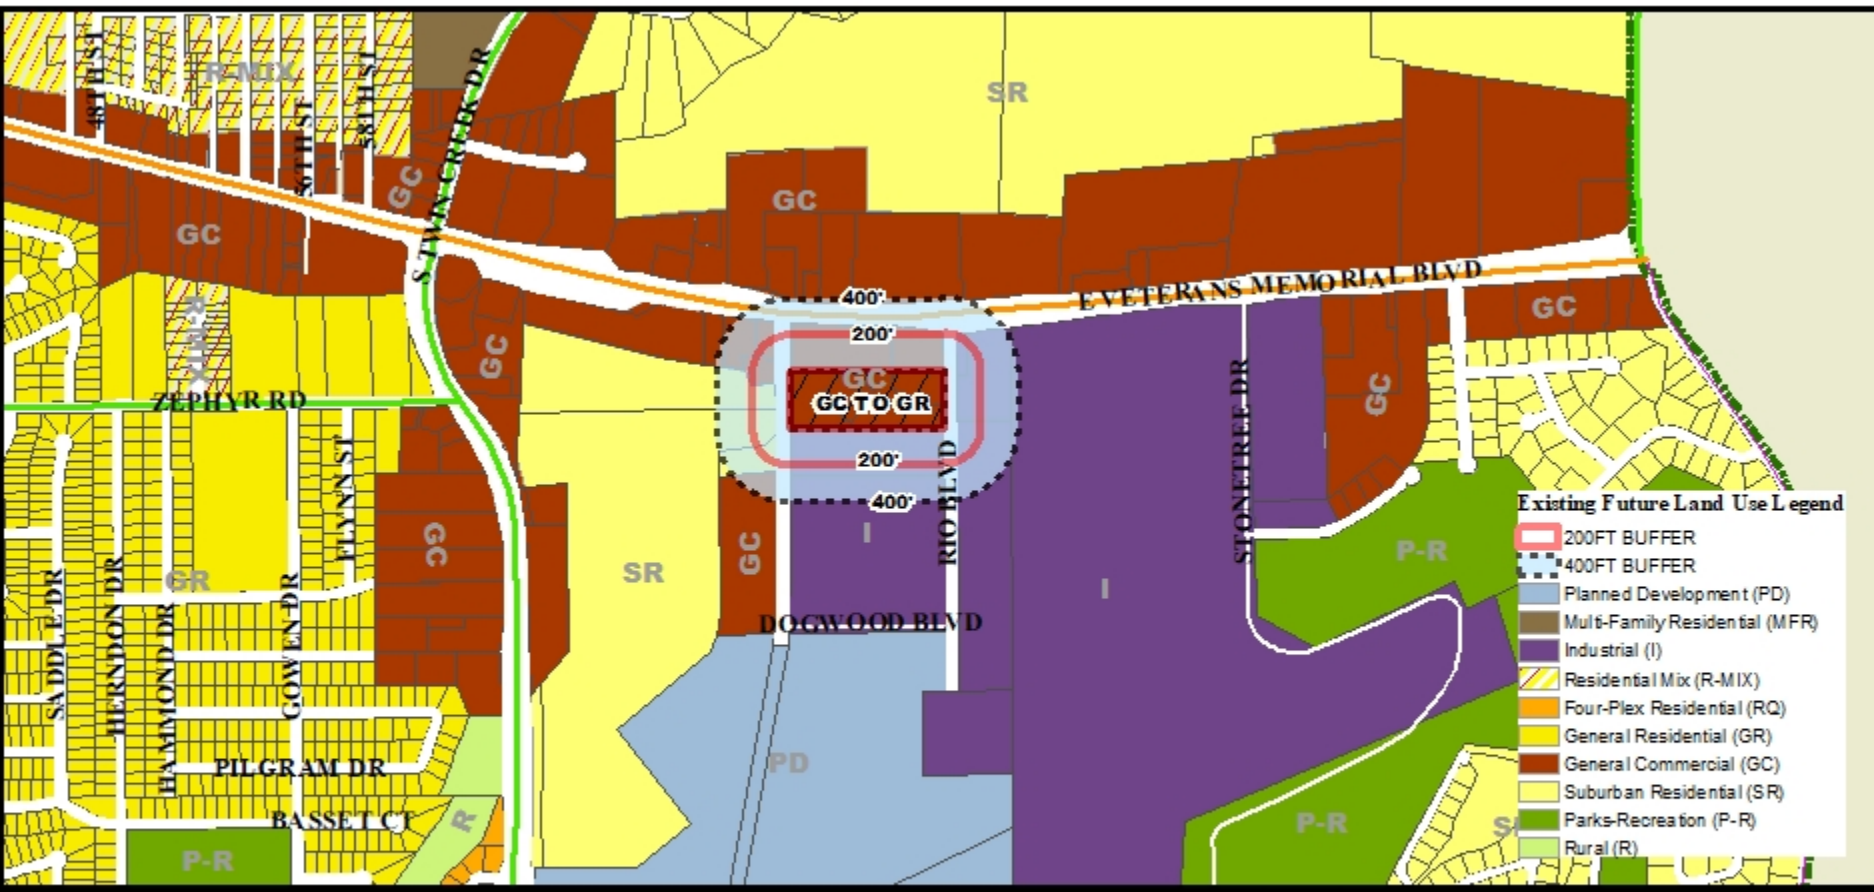 48TH ST
R-MIX
56TH ST
58TH ST
S TWIN CREEK DR
SR
GC
GC
GC
E VETERANS MEMORIAL BLVD
GC
R-MIX
GC
400'
200'
GC
GC TO GR
200'
400'
ZEPHYR RD
FLYNN ST
GC
GC
GR
SR
GC
I
RIO BLVD
STONETREE DR
I
P-R
DOGWOOD BLVD
SADDLE DR
HERNDON DR
HAMMOND DR
GOWEN DR
PILGRAM DR
BASSET CT
R
P-R
PD
P-R
Existing Future Land Use Legend
200FT BUFFER
400FT BUFFER
Planned Development (PD)
Multi-Family Residential (MFR)
Industrial (I)
Residential Mix (R-MIX)
Four-Plex Residential (RQ)
General Residential (GR)
General Commercial (GC)
Suburban Residential (SR)
Parks-Recreation (P-R)
Rural (R)